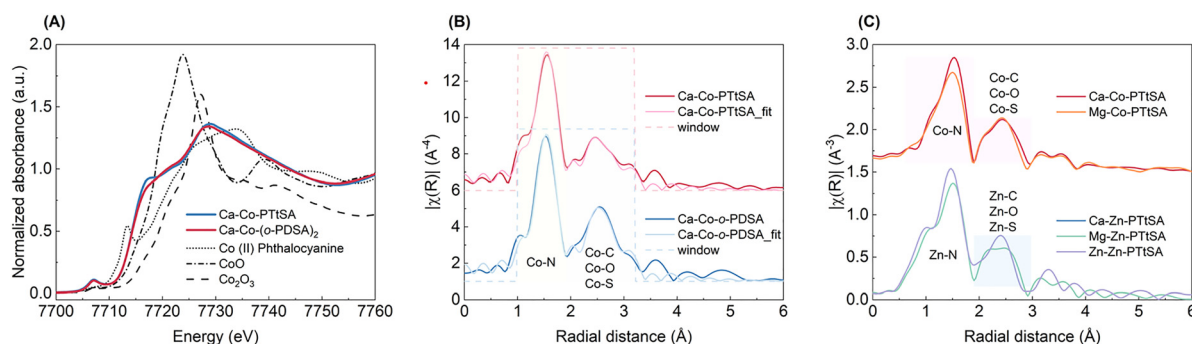 (A)
2.0
1.5
1.0
0.5
0.0
Normalized absorbance (a.u.)
Ca-Co-PTtSA
Ca-Co-(o-PDSA)₂
Co (II) Phthalocyanine
CoO
Co₂O₃
7700 7710 7720 7730 7740 7750 7760
Energy (eV)
(B)
14
12
10
8
6
4
2
0
|χ(R)| (Å⁻⁴)
Ca-Co-PTtSA
Ca-Co-PTtSA_fit
window
Ca-Co-o-PDSA
Ca-Co-o-PDSA_fit
window
Co-N
Co-C
Co-O
Co-S
0 1 2 3 4 5 6
Radial distance (Å)
(C)
3.0
2.5
2.0
1.5
1.0
0.5
0.0
|χ(R)| (Å⁻³)
Co-N
Co-C
Co-O
Co-S
Ca-Co-PTtSA
Mg-Co-PTtSA
Zn-N
Zn-C
Zn-O
Zn-S
Ca-Zn-PTtSA
Mg-Zn-PTtSA
Zn-Zn-PTtSA
0 1 2 3 4 5 6
Radial distance (Å)